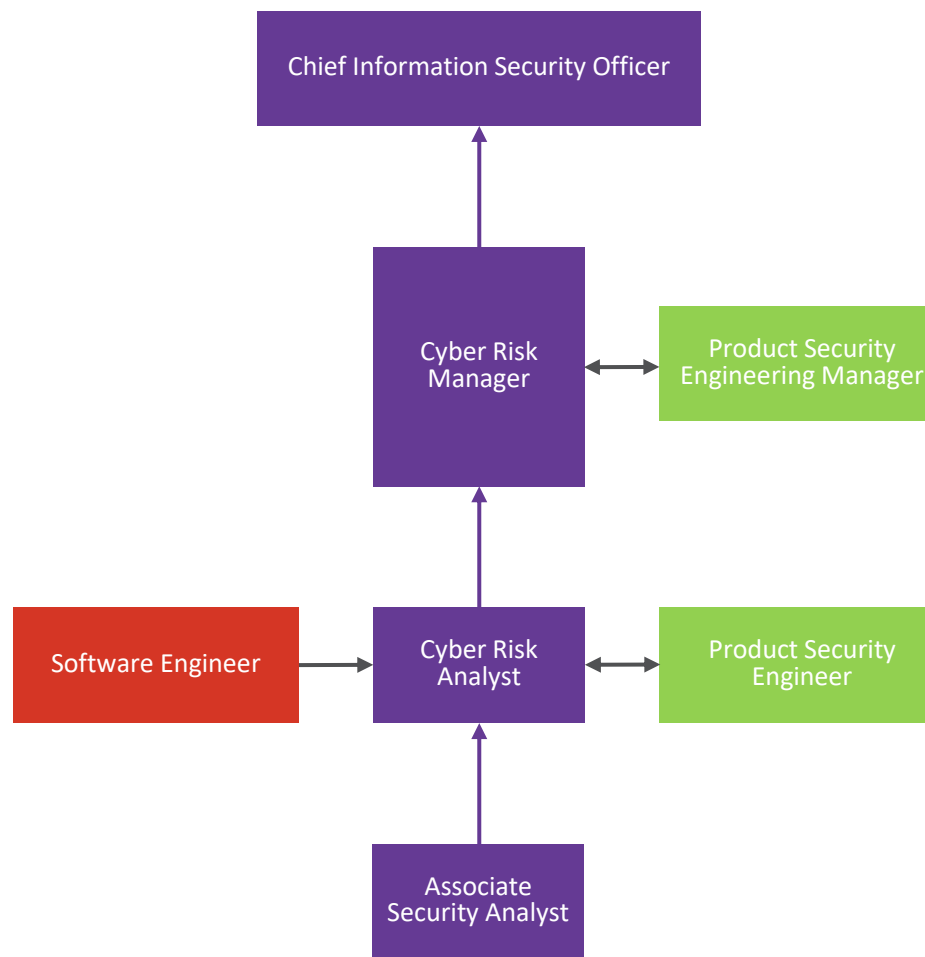 Chief Information Security Officer
Cyber Risk
Manager
Product Security
Engineering Manager
Software Engineer
Cyber Risk
Analyst
Product Security
Engineer
Associate
Security Analyst